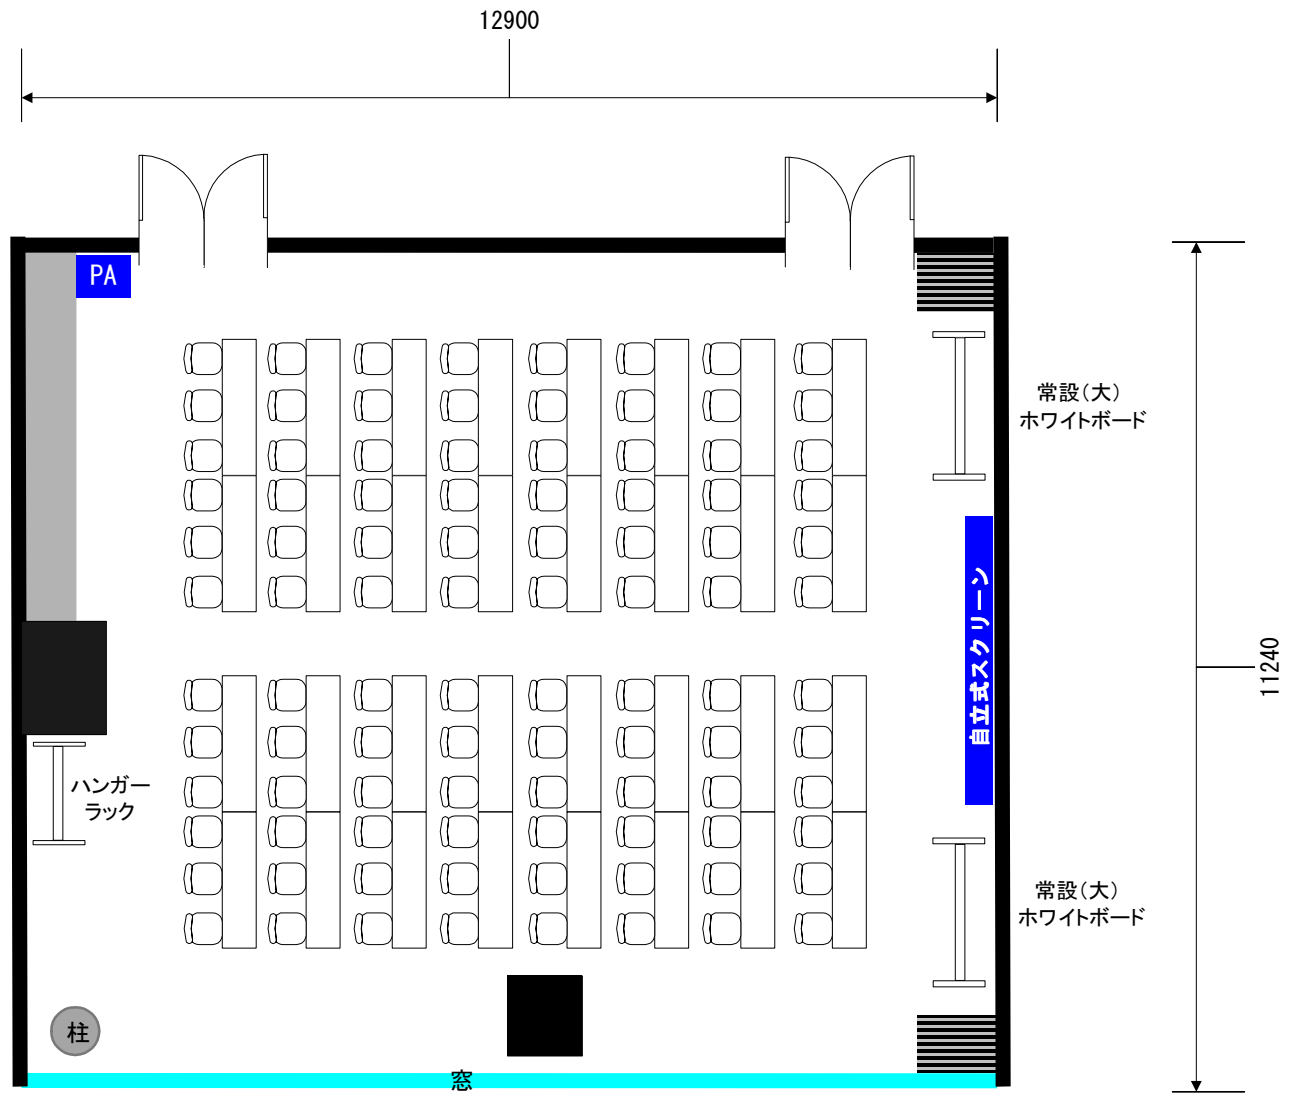 12900
PA
常設(大)
ホワイトボード
自立式スクリーン
11240
ハンガー
ラック
常設(大)
ホワイトボード
柱
窓